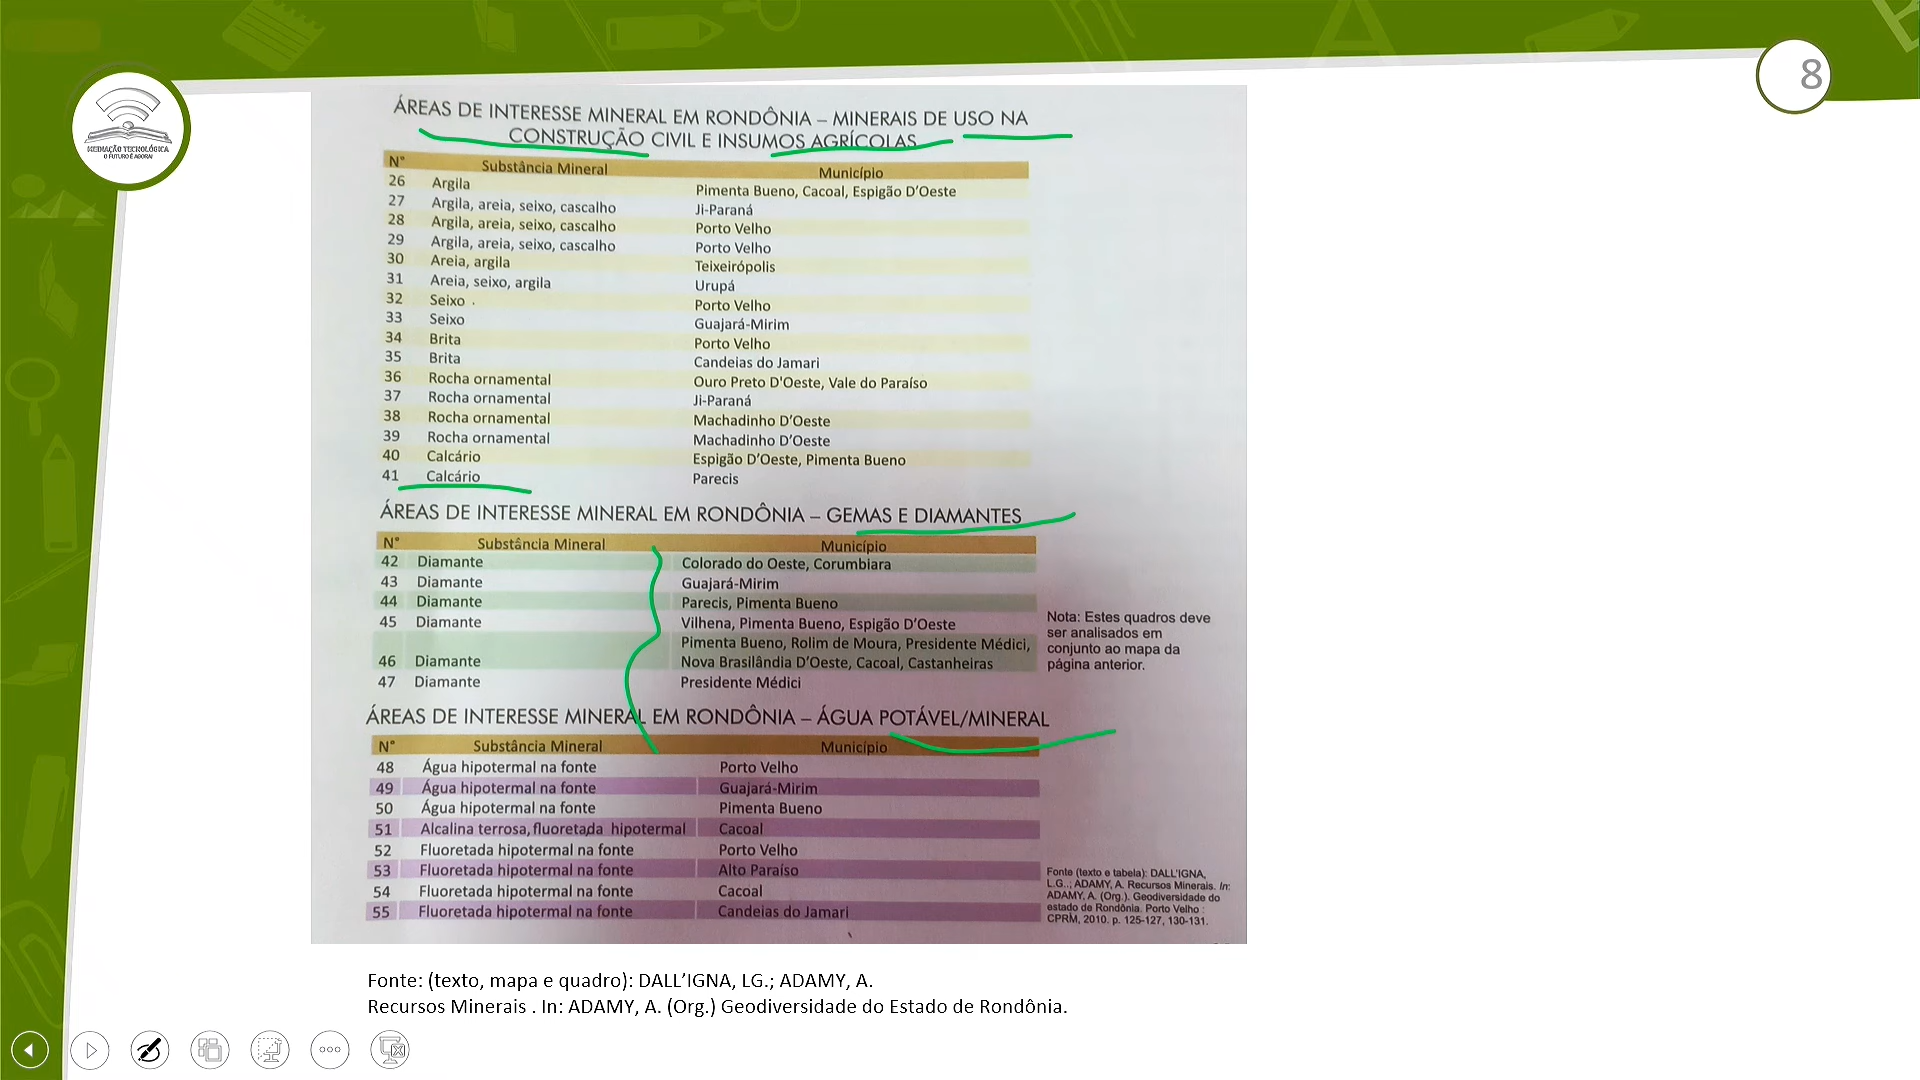 8
MEDIAÇÃO TECNOLÓGICA
O FUTURO É AGORA!
ÁREAS DE INTERESSE MINERAL EM RONDÔNIA – MINERAIS DE USO NA
CONSTRUÇÃO CIVIL E INSUMOS AGRÍCOLAS
N° Substância Mineral Município
26 Argila Pimenta Bueno, Cacoal, Espigão D'Oeste
27 Argila, areia, seixo, cascalho Ji-Paraná
28 Argila, areia, seixo, cascalho Porto Velho
29 Argila, areia, seixo, cascalho Porto Velho
30 Areia, argila Teixeirópolis
31 Areia, seixo, argila Urupá
32 Seixo Porto Velho
33 Seixo Guajará-Mirim
34 Brita Porto Velho
35 Brita Candeias do Jamari
36 Rocha ornamental Ouro Preto D'Oeste, Vale do Paraíso
37 Rocha ornamental Ji-Paraná
38 Rocha ornamental Machadinho D'Oeste
39 Rocha ornamental Machadinho D'Oeste
40 Calcário Espigão D'Oeste, Pimenta Bueno
41 Calcário Parecis
ÁREAS DE INTERESSE MINERAL EM RONDÔNIA – GEMAS E DIAMANTES
N° Substância Mineral Município
42 Diamante Colorado do Oeste, Corumbiara
43 Diamante Guajará-Mirim
44 Diamante Parecis, Pimenta Bueno
45 Diamante Vilhena, Pimenta Bueno, Espigão D'Oeste
Pimenta Bueno, Rolim de Moura, Presidente Médici,
46 Diamante Nova Brasilândia D'Oeste, Cacoal, Castanheiras
47 Diamante Presidente Médici
Nota: Estes quadros deve
ser analisados em
conjunto ao mapa da
página anterior.
ÁREAS DE INTERESSE MINERAL EM RONDÔNIA – ÁGUA POTÁVEL/MINERAL
N° Substância Mineral Município
48 Água hipotermal na fonte Porto Velho
49 Água hipotermal na fonte Guajará-Mirim
50 Água hipotermal na fonte Pimenta Bueno
51 Alcalina terrosa, fluoretada hipotermal Cacoal
52 Fluoretada hipotermal na fonte Porto Velho
53 Fluoretada hipotermal na fonte Alto Paraíso
54 Fluoretada hipotermal na fonte Cacoal
55 Fluoretada hipotermal na fonte Candeias do Jamari
Fonte (texto e tabela): DALL'IGNA,
L.G..; ADAMY, A. Recursos Minerais. In:
ADAMY, A. (Org.). Geodiversidade do
estado de Rondônia. Porto Velho :
CPRM, 2010. p. 125-127, 130-131.
Fonte: (texto, mapa e quadro): DALL'IGNA, LG.; ADAMY, A.
Recursos Minerais . In: ADAMY, A. (Org.) Geodiversidade do Estado de Rondônia.